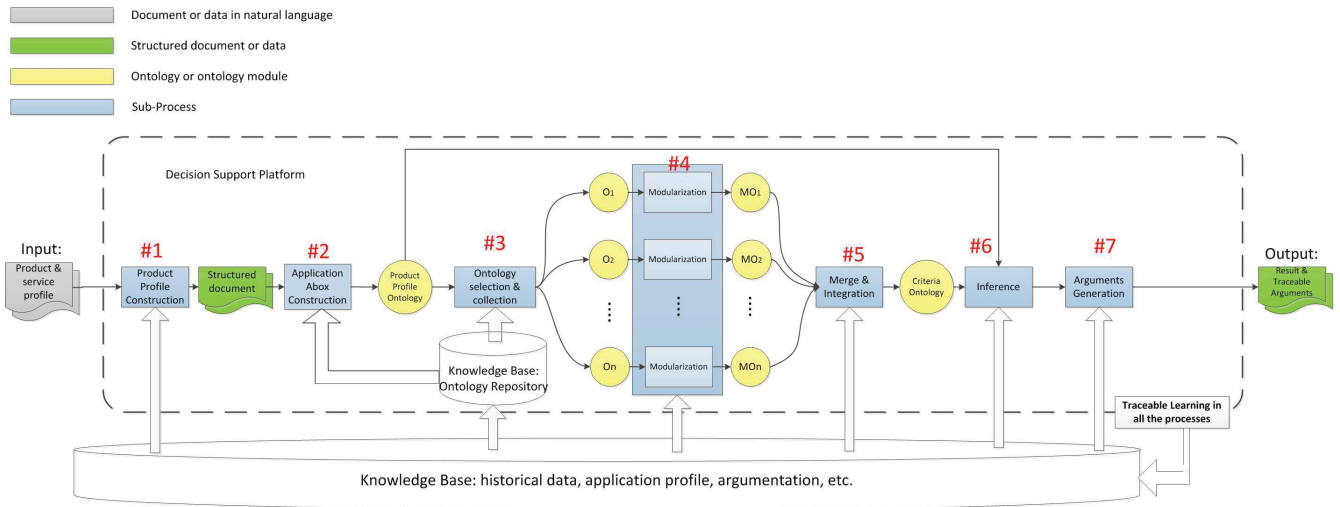 Document or data in natural language
Structured document or data
Ontology or ontology module
Sub-Process
Decision Support Platform
Input:
Product &
service
profile
#1
Product
Profile
Construction
Structured
document
#2
Application
Abox
Construction
Product
Profile
Ontology
#3
Ontology
selection &
collection
Knowledge Base:
Ontology Repository
O1
O2
⋮
On
#4
Modularization
Modularization
⋮
Modularization
MO1
MO2
⋮
MOn
#5
Merge &
Integration
Criteria
Ontology
#6
Inference
#7
Arguments
Generation
Output:
Result &
Traceable
Arguments
Traceable Learning in
all the processes
Knowledge Base: historical data, application profile, argumentation, etc.